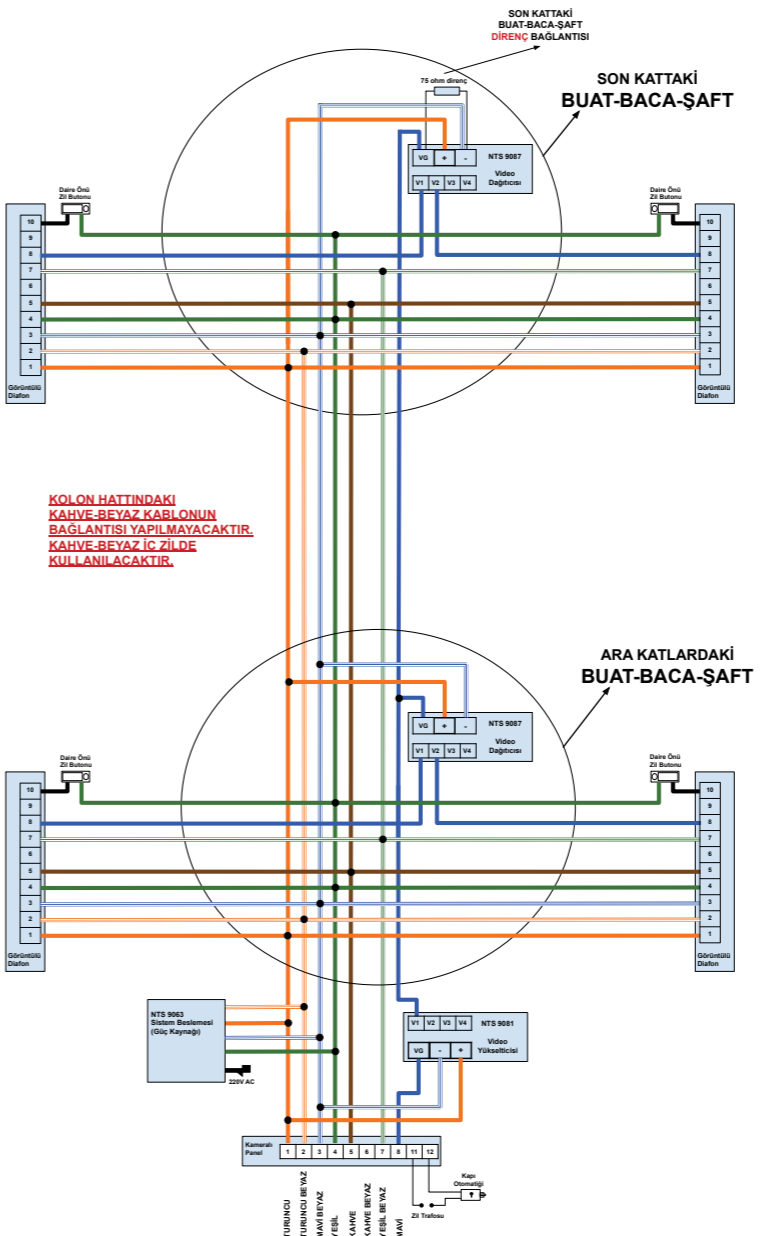 SON KATTAKİ
BUAT-BACA-ŞAFT
DİRENÇ BAĞLANTISI
75 ohm direnç
SON KATTAKİ
BUAT-BACA-ŞAFT
VG + - NTS 9087
Video
Dağıtıcısı
V1 V2 V3 V4
Daire Önü
Zil Butonu
10
9
8
7
6
5
4
3
2
1
Görüntülü
Diafon
Daire Önü
Zil Butonu
10
9
8
7
6
5
4
3
2
1
Görüntülü
Diafon
KOLON HATTINDAKI
KAHVE-BEYAZ KABLONUN
BAĞLANTISI YAPILMAYACAKTIR.
KAHVE-BEYAZ İC ZİLDE
KULLANILACAKTIR.
ARA KATLARDAKİ
BUAT-BACA-ŞAFT
VG + - NTS 9087
Video
Dağıtıcısı
V1 V2 V3 V4
Daire Önü
Zil Butonu
10
9
8
7
6
5
4
3
2
1
Görüntülü
Diafon
Daire Önü
Zil Butonu
10
9
8
7
6
5
4
3
2
1
Görüntülü
Diafon
NTS 9063
Sistem Beslemesi
(Güç Kaynağı)
220V AC
V1 V2 V3 V4 NTS 9081
VG - + Video
Yükselticisi
Kameralı
Panel
1 2 3 4 5 6 7 8 11 12
Kapı
Otomatiği
Zil Trafosu
TURUNCU
TURUNCU BEYAZ
MAVİ BEYAZ
YEŞİL
KAHVE
KAHVE BEYAZ
YEŞİL BEYAZ
MAVİ